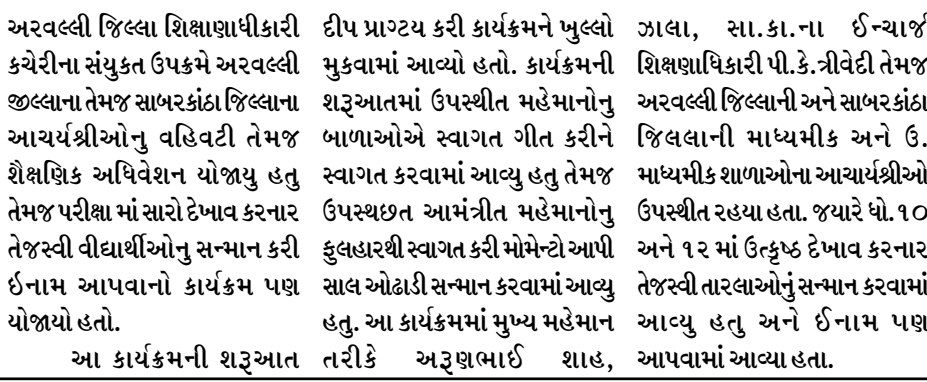 અરવલ્લી જિલ્લા શિક્ષાણાધીકારી
કચેરીના સંયુકત ઉપક્રમે અરવલ્લી
જીલ્લાના તેમજ સાબરકાંઠા જિલ્લાના
આચર્યશ્રીઓનુ વહિવટી તેમજ
શૈક્ષણિક અધિવેશન યોજાયુ હતુ
તેમજ પરીક્ષા માં સારો દેખાવ કરનાર
તેજસ્વી વીદ્યાર્થીઓનુ સન્માન કરી
ઇનામ આપવાનો કાર્યક્રમ પણ
યોજાયો હતો.
આ કાર્યક્રમની શરૂઆત
દીપ પ્રાગ્ટય કરી કાર્યક્રમને ખુલ્લો
મુકવામાં આવ્યો હતો. કાર્યક્રમની
શરૂઆતમાં ઉપસ્થીત મહેમાનોનુ
બાળાઓએ સ્વાગત ગીત કરીને
સ્વાગત કરવામાં આવ્યુ હતુ તેમજ
ઉપસ્થછત આમંત્રીત મહેમાનોનુ
ફુલહારથી સ્વાગત કરી મોમેન્ટો આપી
સાલ ઓઢાડી સન્માન કરવામાં આવ્યુ
હતુ. આ કાર્યક્રમમાં મુખ્ય મહેમાન
તરીકે અરૂણભાઈ શાહ,
ઝાલા, સા.કા.ના ઈન્ચાર્જ
શિક્ષણાધિકારી પી.કે.ત્રીવેદી તેમજ
અરવલ્લી જિલ્લાની અને સાબરકાંઠા
જિલલાની માધ્યમીક અને ઉ.
માધ્યમીક શાળાઓના આચાર્યશ્રીઓ
ઉપસ્થીત રહયા હતા. જયારે ધો. ૧૦
અને ૧૨ માં ઉત્કૃષ્ઠ દેખાવ કરનાર
તેજસ્વી તારલાઓનું સન્માન કરવામાં
આવ્યુ હતુ અને ઈનામ પણ
આપવામાં આવ્યા હતા.